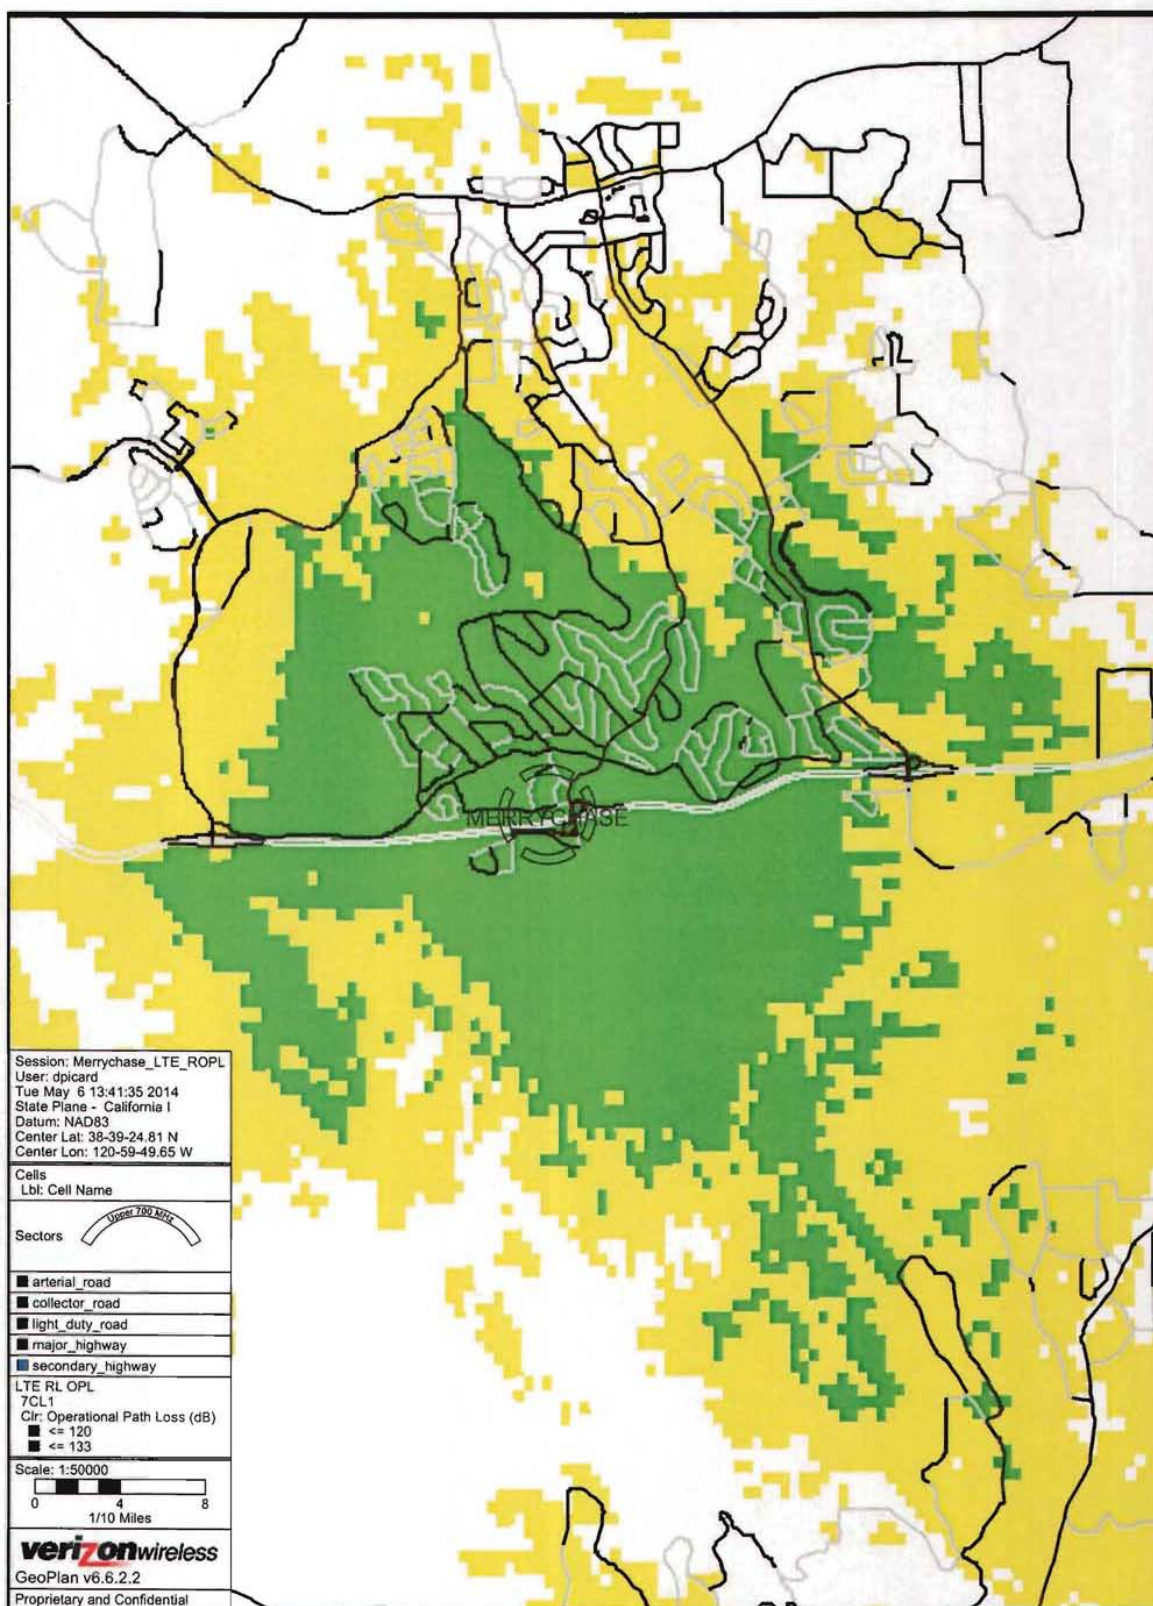 MERRYCHASE
Session: Merrychase_LTE_ROPL
User: dpicard
Tue May 6 13:41:35 2014
State Plane - California I
Datum: NAD83
Center Lat: 38-39-24.81 N
Center Lon: 120-59-49.65 W
Cells
Lbl: Cell Name
Upper 700 MHz
Sectors
arterial_road
collector_road
light_duty_road
major_highway
secondary_highway
LTE RL OPL
7CL1
Clr: Operational Path Loss (dB)
<= 120
<= 133
Scale: 1:50000
0 4 8
1/10 Miles
verizonwireless
GeoPlan v6.6.2.2
Proprietary and Confidential